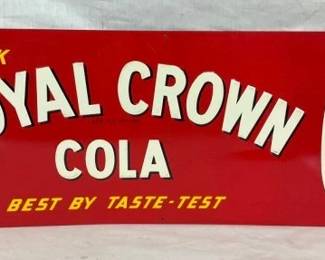 K
OYAL CROWN
COLA
BEST BY TASTE-TEST